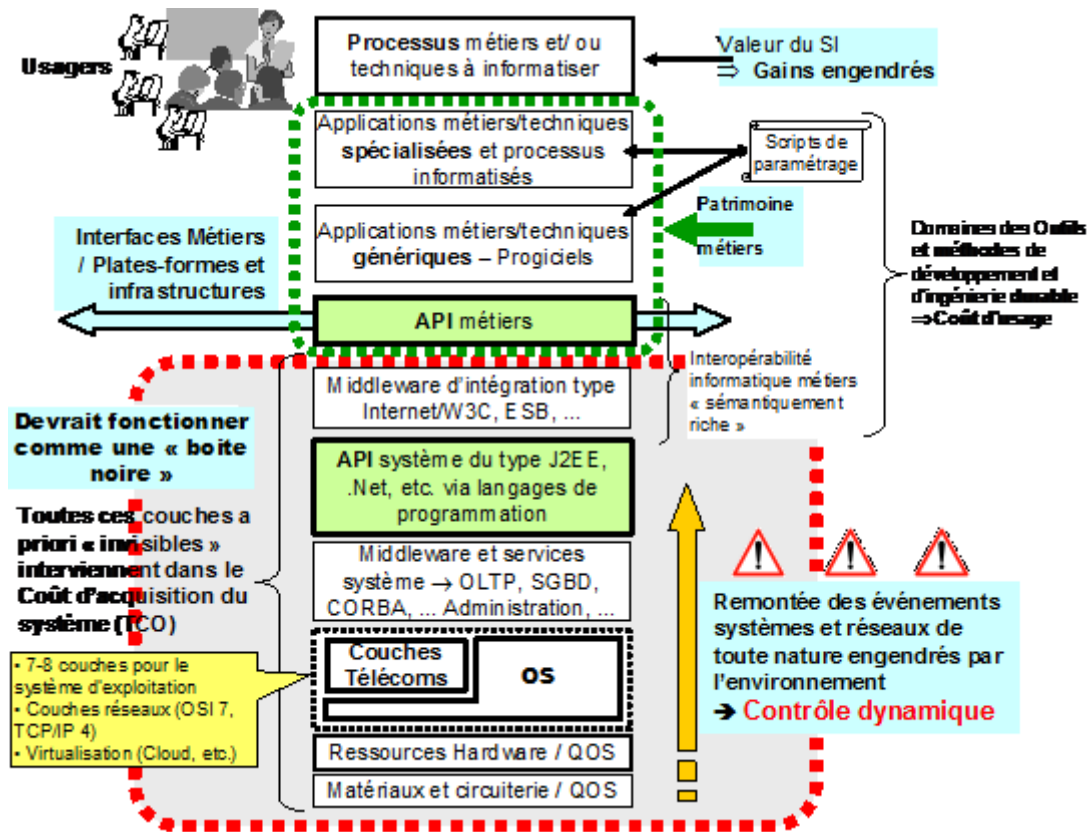 Usagers
Processus métiers et/ ou
techniques à informatiser
Valeur du SI
⇒ Gains engendrés
Applications métiers/techniques
spécialisées et processus
informatisés
Scripts de
paramétrage
Applications métiers/techniques
génériques – Progiciels
Patrimoine
métiers
Interfaces Métiers
/ Plates-formes et
infrastructures
Domaines des Outils
et méthodes de
développement et
d'ingénierie durable
⇒Coût d'usage
API métiers
Interopérabilité
informatique métiers
« sémantiquement
riche »
Middleware d'intégration type
Internet/W3C, ESB, ...
Devrait fonctionner
comme une « boite
noire »
API système du type J2EE,
.Net, etc. via langages de
programmation
Toutes ces couches a
priori « invisibles »
interviennent dans le
Coût d'acquisition du
système (TCO)
Middleware et services
système → OLTP, SGBD,
CORBA, ... Administration, ...
Remontée des événements
systèmes et réseaux de
toute nature engendrés par
l'environnement
➔ Contrôle dynamique
• 7-8 couches pour le
système d'exploitation
• Couches réseaux (OSI 7,
TCP/IP 4)
• Virtualisation (Cloud, etc.)
Couches
Télécoms
OS
Ressources Hardware / QOS
Matériaux et circuiterie / QOS